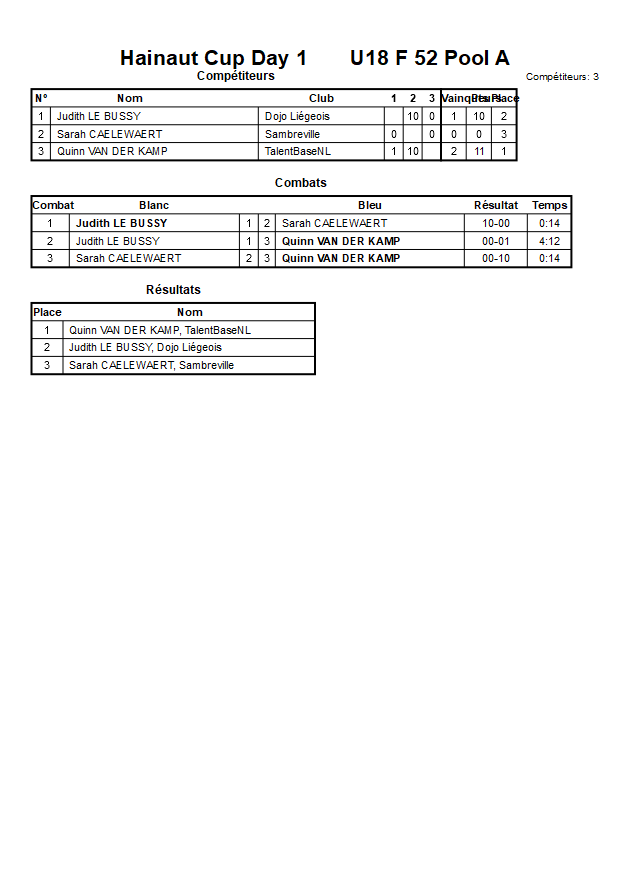 Hainaut Cup Day 1 U18 F 52 Pool A
Compétiteurs Compétiteurs: 3
Nº Nom Club 1 2 3 Vainqueurs Pts Place
1 Judith LE BUSSY Dojo Liégeois 10 0 1 10 2
2 Sarah CAELEWAERT Sambreville 0 0 0 0 3
3 Quinn VAN DER KAMP TalentBaseNL 1 10 2 11 1
Combats
Combat Blanc Bleu Résultat Temps
1 Judith LE BUSSY 1 2 Sarah CAELEWAERT 10-00 0:14
2 Judith LE BUSSY 1 3 Quinn VAN DER KAMP 00-01 4:12
3 Sarah CAELEWAERT 2 3 Quinn VAN DER KAMP 00-10 0:14
Résultats
Place Nom
1 Quinn VAN DER KAMP, TalentBaseNL
2 Judith LE BUSSY, Dojo Liégeois
3 Sarah CAELEWAERT, Sambreville